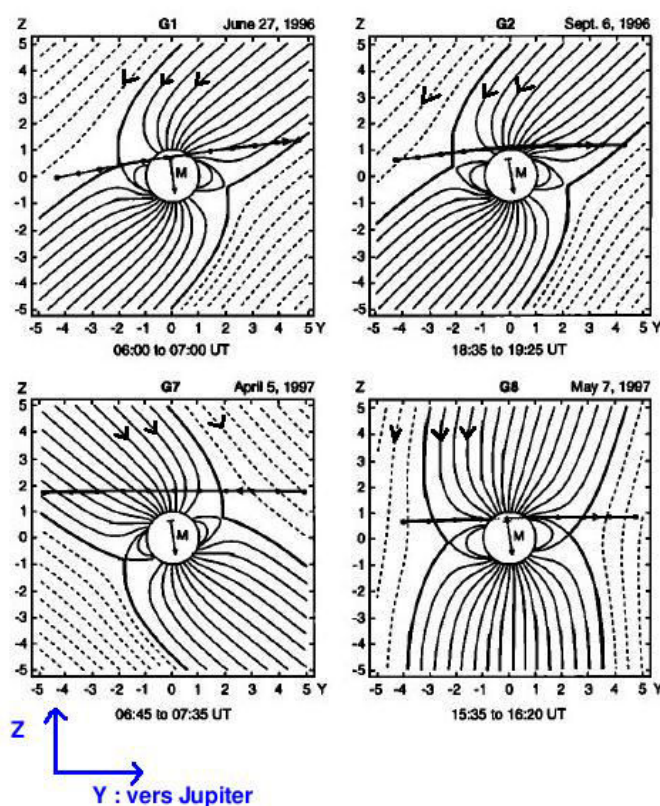 Z G1 June 27, 1996
5
4
3
2
1
0
-1
-2
-3
-4
-5
M
-5 -4 -3 -2 -1 0 1 2 3 4 5 Y
06:00 to 07:00 UT
Z G2 Sept. 6, 1996
5
4
3
2
1
0
-1
-2
-3
-4
-5
M
-5 -4 -3 -2 -1 0 1 2 3 4 5 Y
18:35 to 19:25 UT
Z G7 April 5, 1997
5
4
3
2
1
0
-1
-2
-3
-4
-5
M
-5 -4 -3 -2 -1 0 1 2 3 4 5 Y
06:45 to 07:35 UT
Z G8 May 7, 1997
5
4
3
2
1
0
-1
-2
-3
-4
-5
M
-5 -4 -3 -2 -1 0 1 2 3 4 5 Y
15:35 to 16:20 UT
Z
Y : vers Jupiter